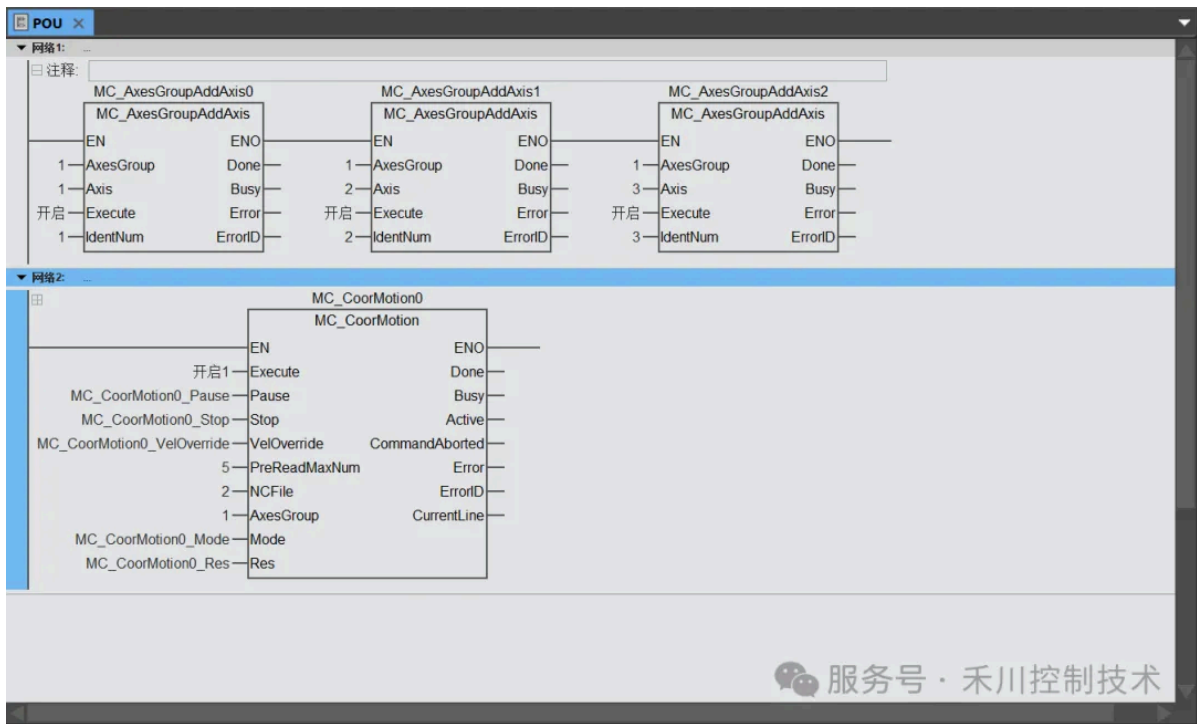 POU
网络1: ...
注释:
MC_AxesGroupAddAxis0 MC_AxesGroupAddAxis1 MC_AxesGroupAddAxis2
MC_AxesGroupAddAxis MC_AxesGroupAddAxis MC_AxesGroupAddAxis
EN ENO EN ENO EN ENO
1 AxesGroup Done 1 AxesGroup Done 1 AxesGroup Done
1 Axis Busy 2 Axis Busy 3 Axis Busy
开启 Execute Error 开启 Execute Error 开启 Execute Error
1 IdentNum ErrorID 2 IdentNum ErrorID 3 IdentNum ErrorID
网络2: ...
MC_CoorMotion0
MC_CoorMotion
EN ENO
开启1 Execute Done
MC_CoorMotion0_Pause Pause Busy
MC_CoorMotion0_Stop Stop Active
MC_CoorMotion0_VelOverride VelOverride CommandAborted
5 PreReadMaxNum Error
2 NCFile ErrorID
1 AxesGroup CurrentLine
MC_CoorMotion0_Mode Mode
MC_CoorMotion0_Res Res
服务号 · 禾川控制技术